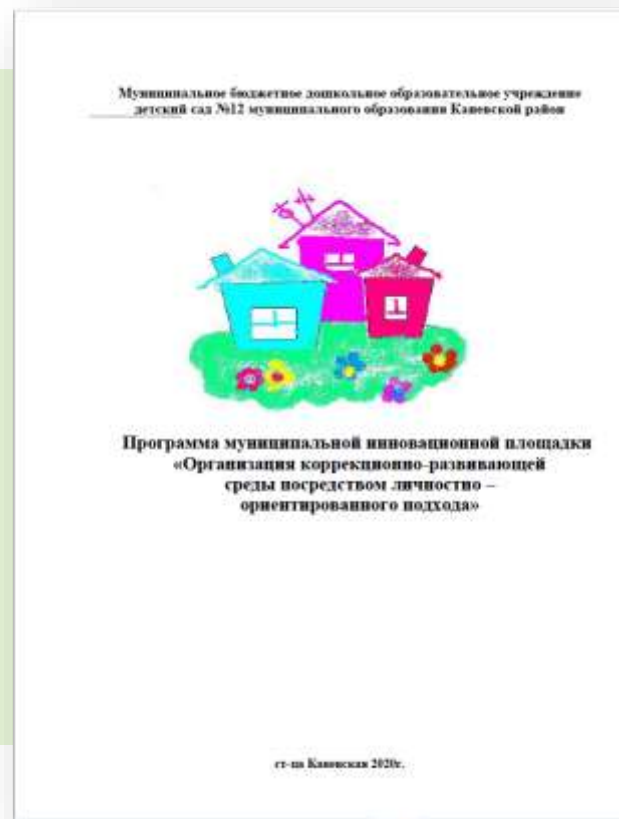 Муниципальное бюджетное дошкольное образовательное учреждение
детский сад №12 муниципального образования Каневской район
Программа муниципальной инновационной площадки
«Организация коррекционно-развивающей
среды посредством личностно –
ориентированного подхода»
ст-ца Каневская 2020г.